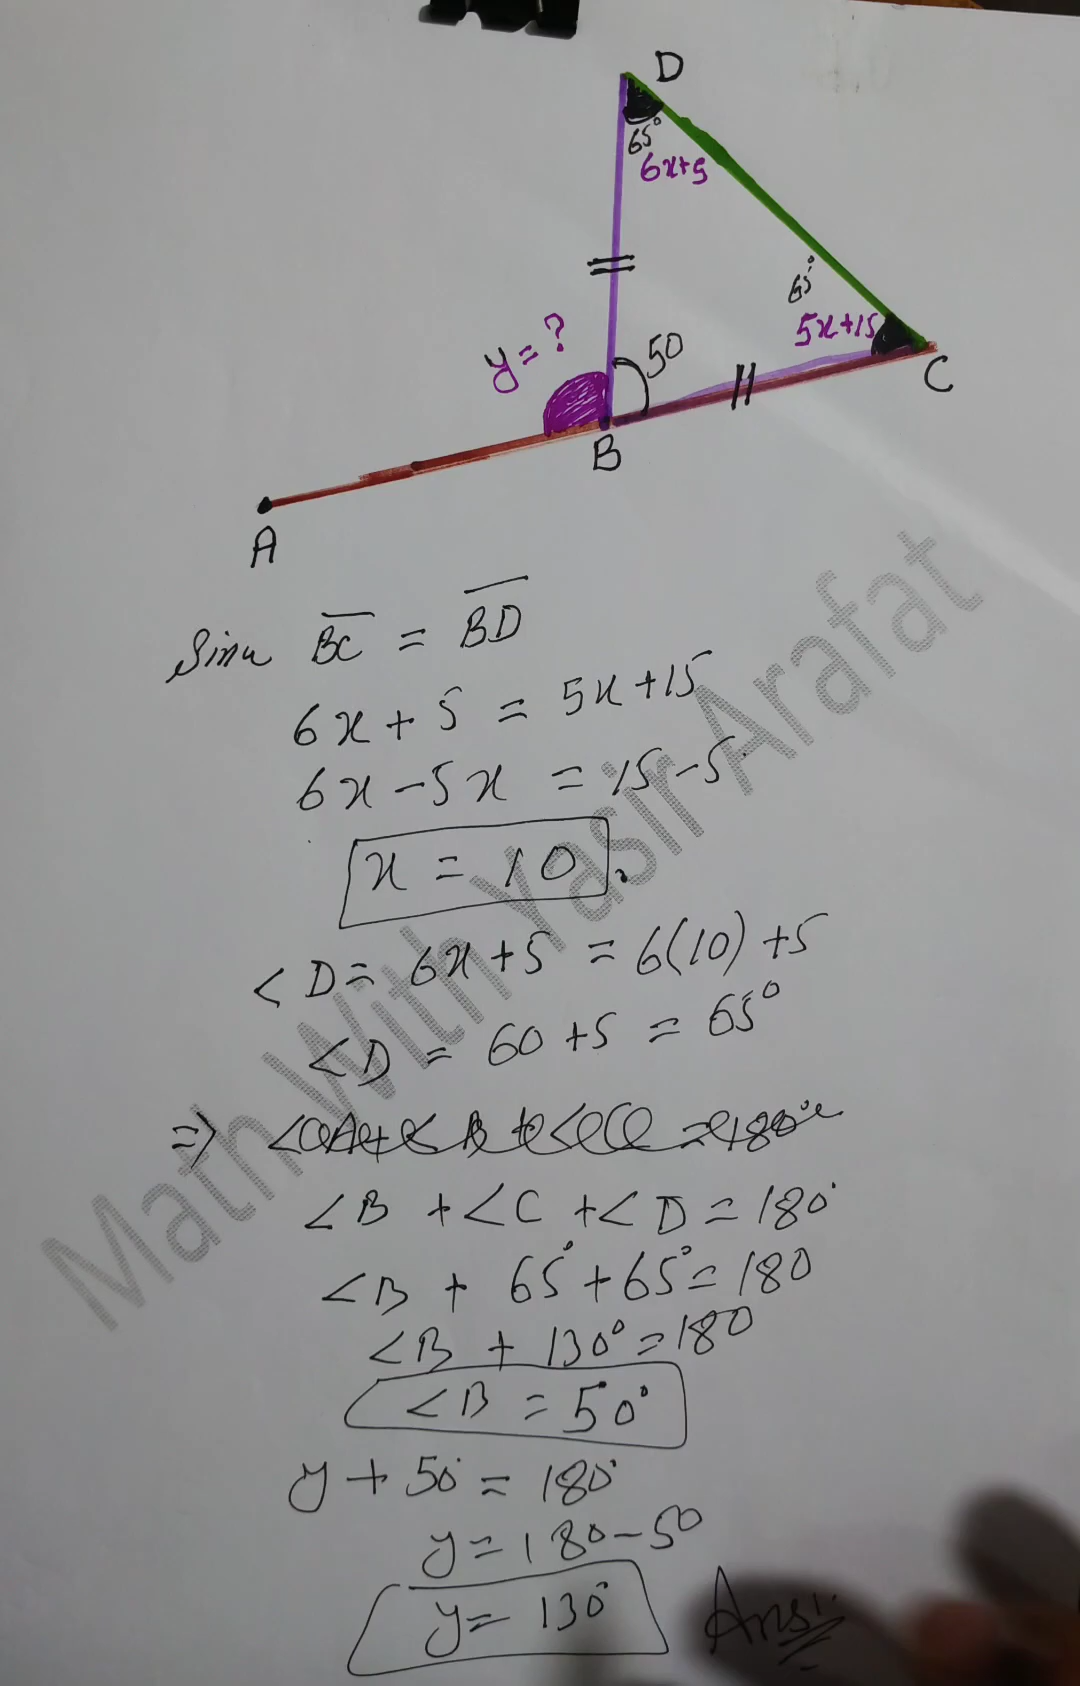 D
65°
6x+5
65°
5x+15
y=?
50
C
B
A
BC = BD
6x + 5 = 5x+15
6x - 5x = 15-5
x = 10
<D= 6x+5 = 6(10)+5
<D = 60+5 = 65°
=>
<B +<C +<D = 180°
<B + 65°+65°= 180
<B + 130°=180
<B = 50°
y + 50 = 180°
y=180-50
y= 130° Ans.
Math With Yasir Arafat